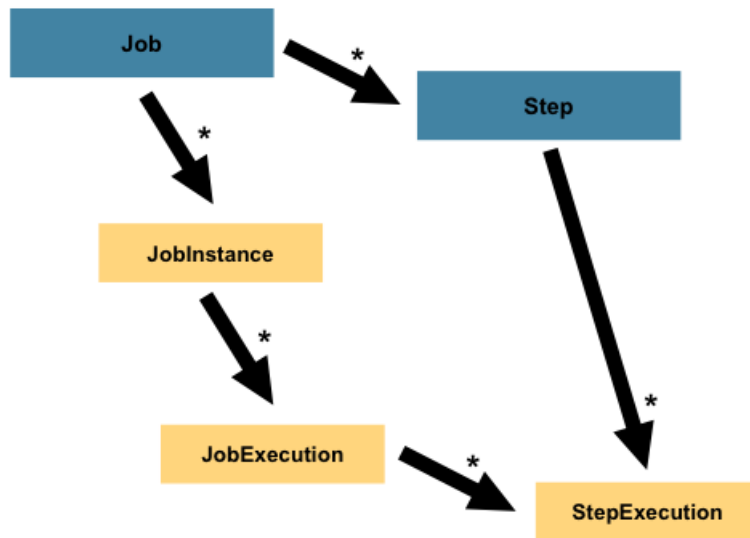 Job
*
Step
*
JobInstance
*
*
JobExecution
*
StepExecution